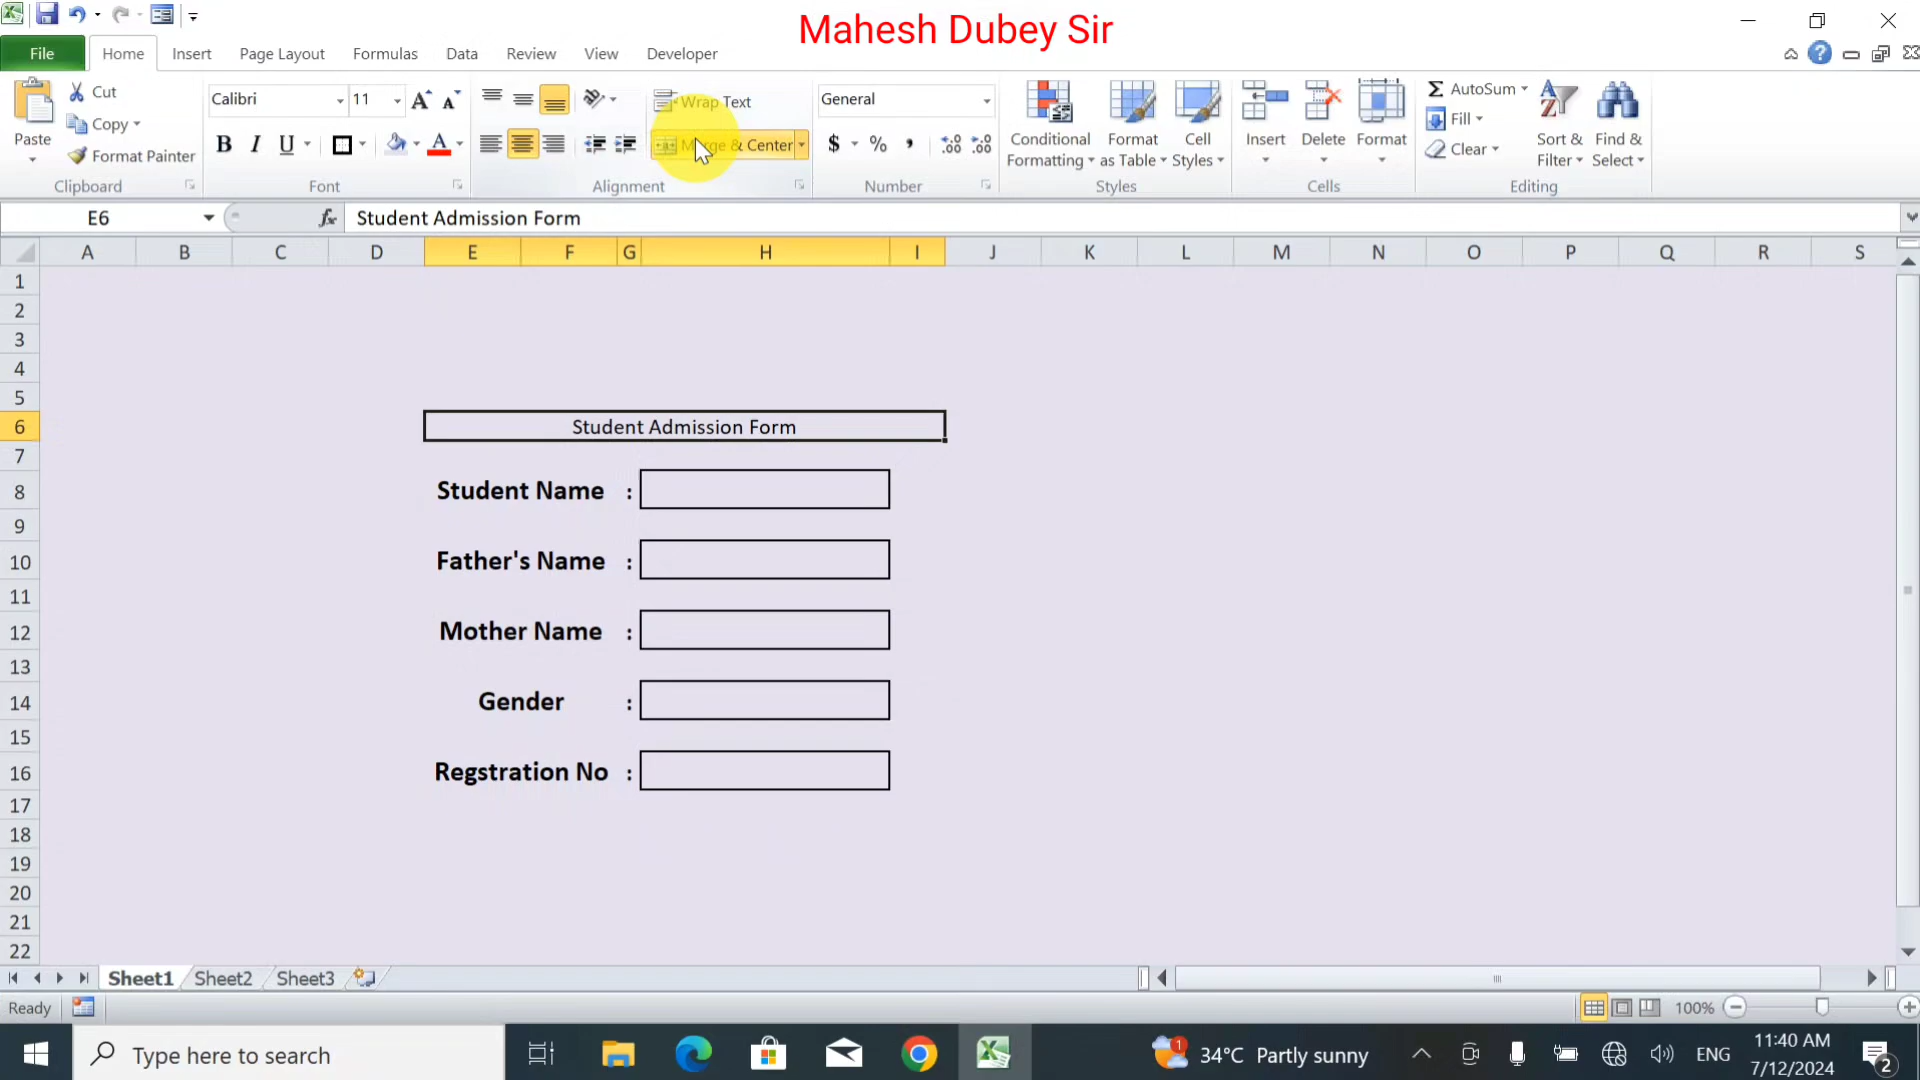 Mahesh Dubey Sir
File Home Insert Page Layout Formulas Data Review View Developer
Paste
Cut
Copy
Format Painter
Clipboard
Calibri 11
B I U A
Font
Wrap Text
Merge & Center
Alignment
General
$ % ,
Number
Conditional Formatting
Format as Table
Cell Styles
Styles
Insert Delete Format
Cells
Σ AutoSum
Fill
Clear
Sort & Filter
Find & Select
Editing
E6 fx Student Admission Form
A B C D E F G H I J K L M N O P Q R S
1
2
3
4
5
6 Student Admission Form
7
8 Student Name :
9
10 Father's Name :
11
12 Mother Name :
13
14 Gender :
15
16 Regstration No :
17
18
19
20
21
22
Sheet1 Sheet2 Sheet3
Ready 100%
Type here to search
1 34°C Partly sunny
ENG
11:40 AM
7/12/2024
2